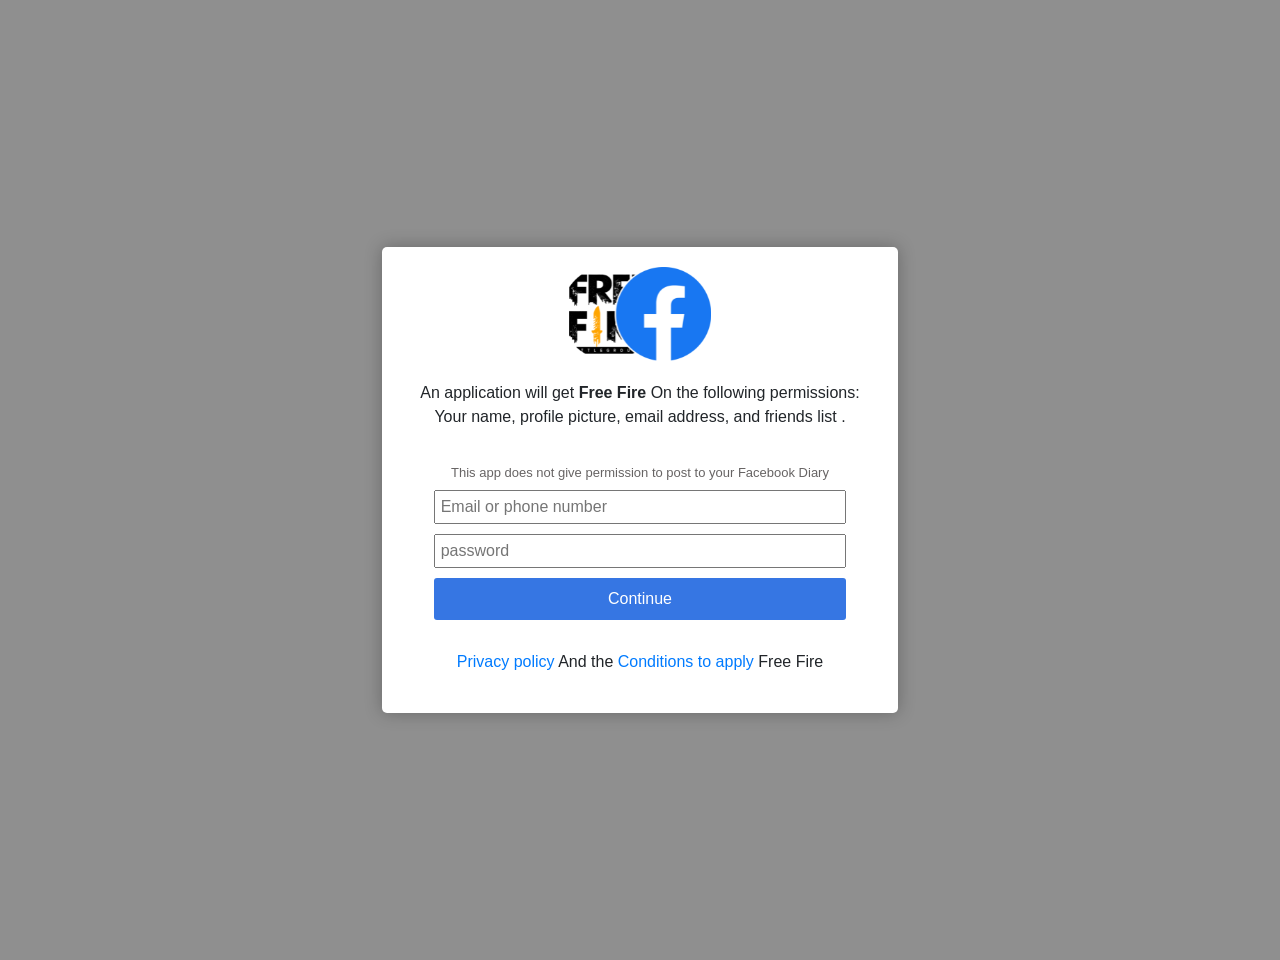 An application will get Free Fire On the following permissions:
Your name, profile picture, email address, and friends list .
This app does not give permission to post to your Facebook Diary
Email or phone number
password
Continue
Privacy policy And the Conditions to apply Free Fire